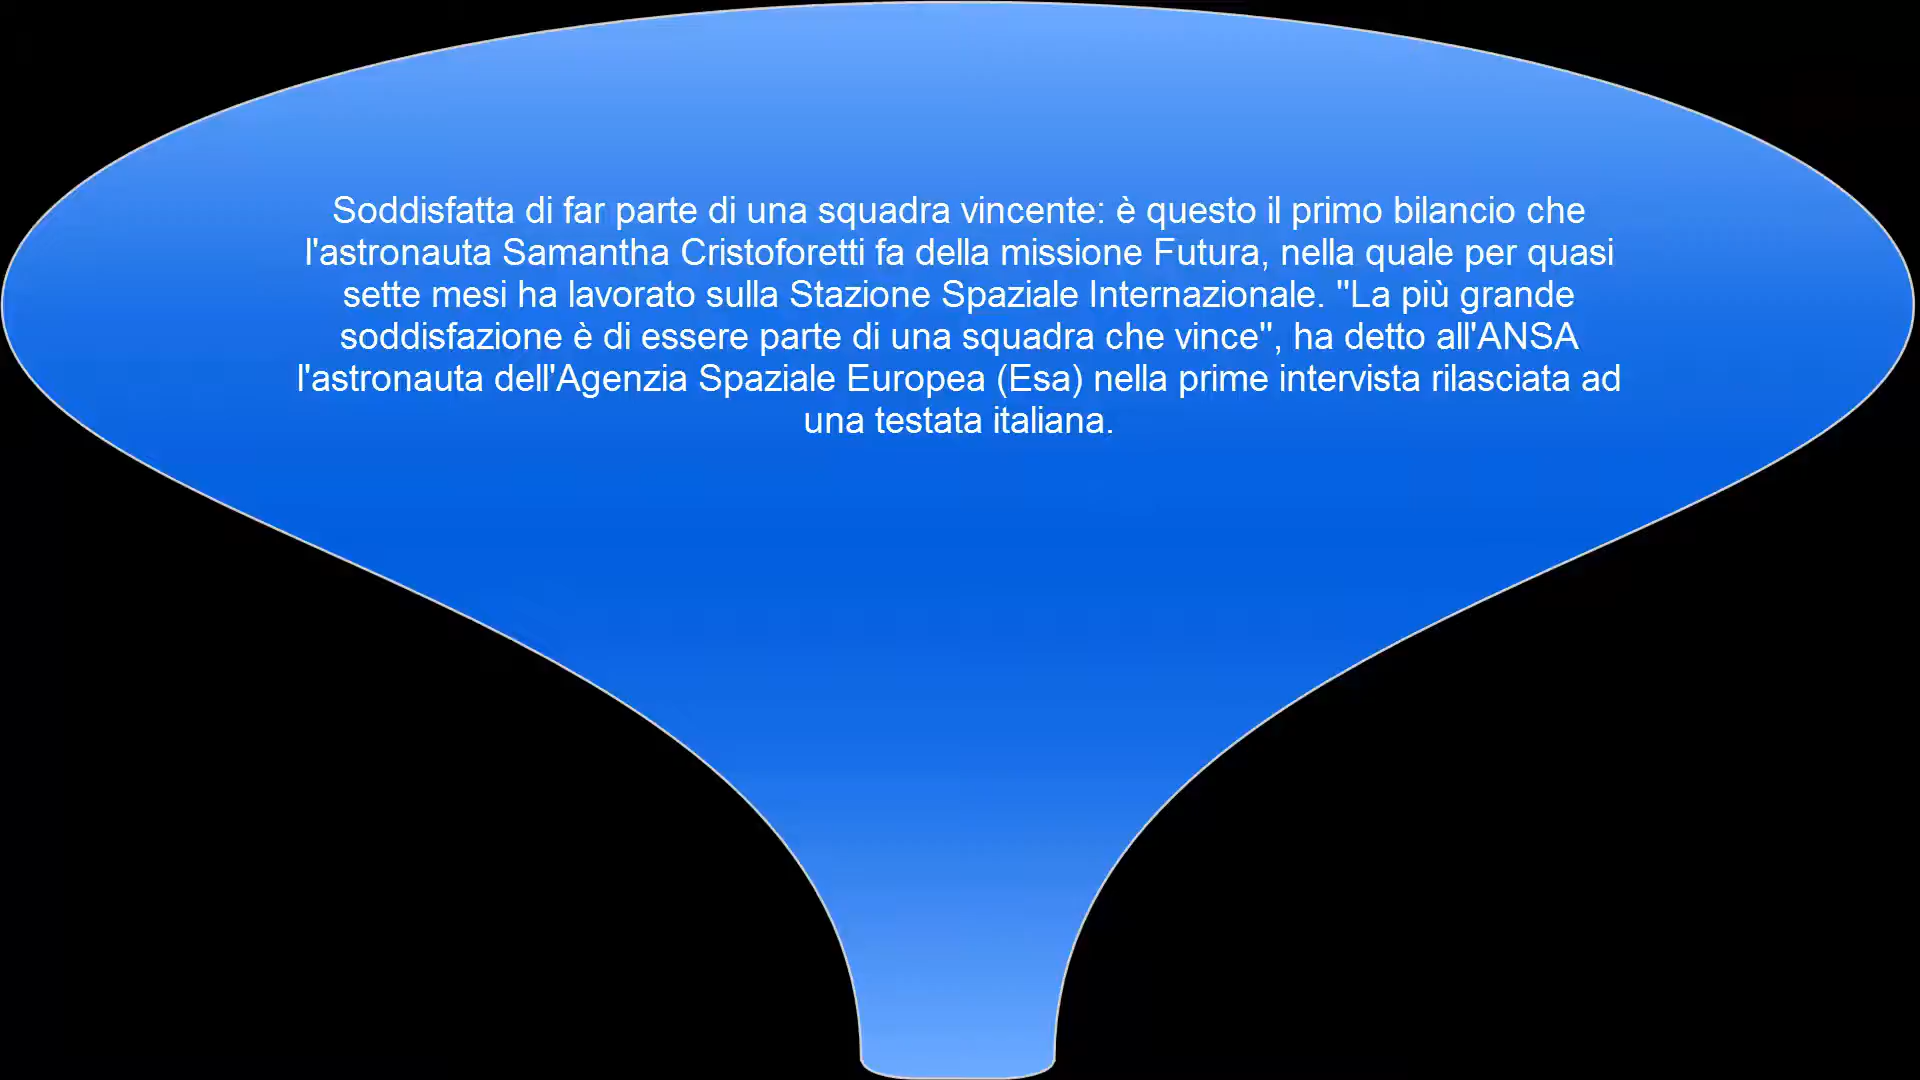 Soddisfatta di far parte di una squadra vincente: è questo il primo bilancio che
l'astronauta Samantha Cristoforetti fa della missione Futura, nella quale per quasi
sette mesi ha lavorato sulla Stazione Spaziale Internazionale. "La più grande
soddisfazione è di essere parte di una squadra che vince", ha detto all'ANSA
l'astronauta dell'Agenzia Spaziale Europea (Esa) nella prime intervista rilasciata ad
una testata italiana.